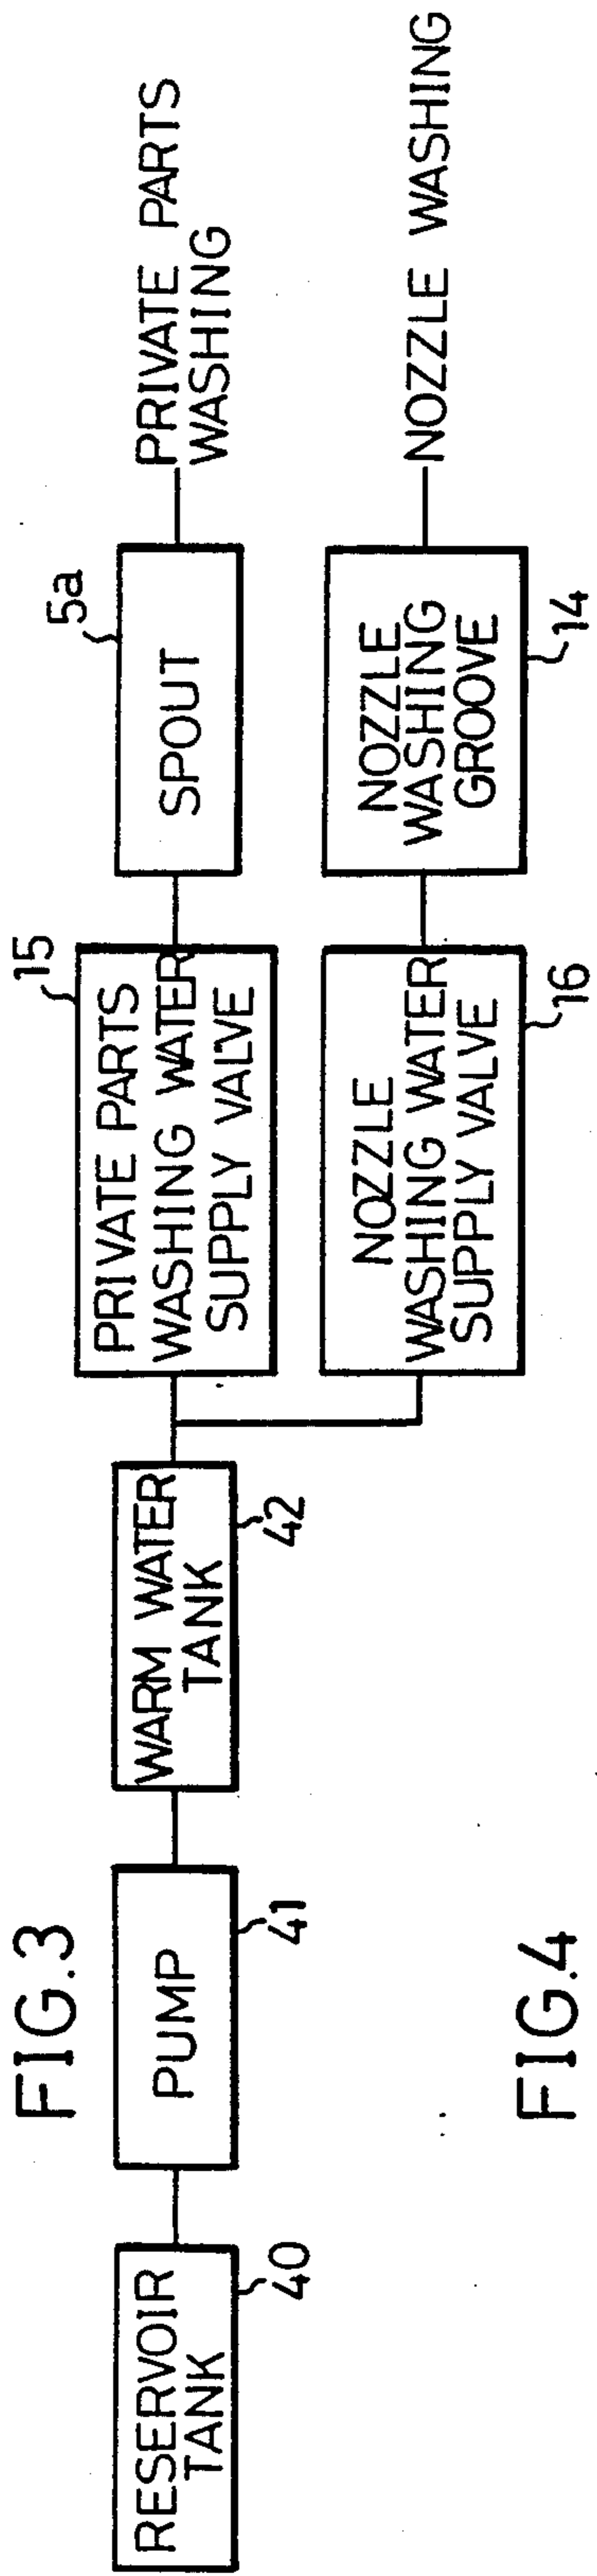 FIG.3
RESERVOIR
TANK
40
PUMP
41
WARM WATER
TANK
42
15
PRIVATE PARTS
WASHING WATER
SUPPLY VALVE
5a
SPOUT
PRIVATE PARTS
WASHING
NOZZLE
WASHING WATER
SUPPLY VALVE
16
NOZZLE
WASHING
GROOVE
14
NOZZLE WASHING
FIG.4